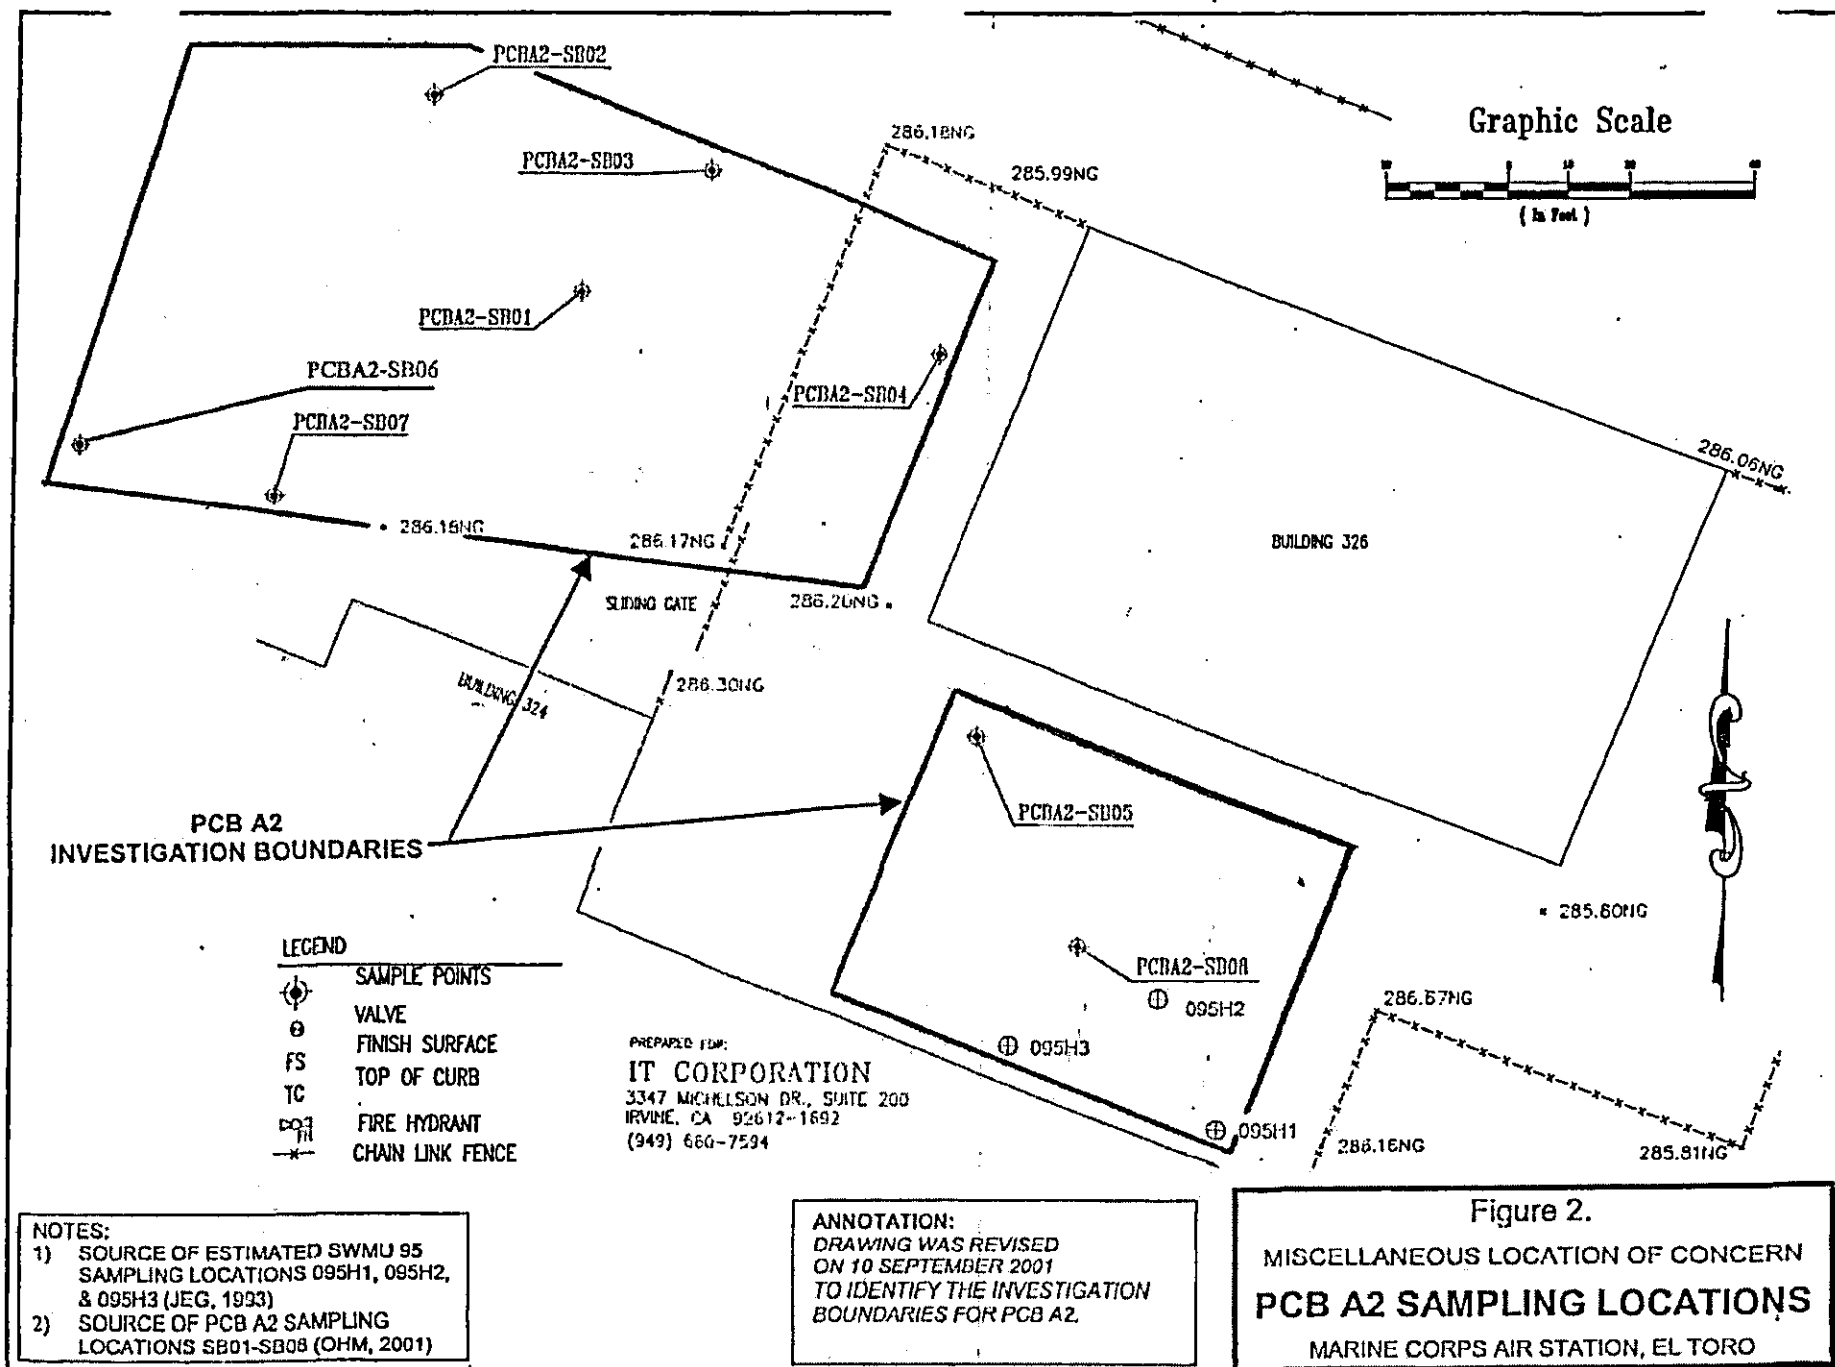 PCBA2-SB02
286.18NG
PCBA2-SB03
285.99NG
Graphic Scale
( In Feet )
PCBA2-SB01
PCBA2-SB06
PCBA2-SB04
PCBA2-SB07
286.06NG
286.16NG
286.17NG
BUILDING 326
SLIDING GATE
286.20NG
286.30NG
BUILDING 324
PCBA2-SB05
PCB A2
INVESTIGATION BOUNDARIES
285.80NG
PCBA2-SB08
095H2
286.67NG
095H3
095H1
286.16NG
285.81NG
LEGEND
SAMPLE POINTS
VALVE
FS FINISH SURFACE
TC TOP OF CURB
FH FIRE HYDRANT
CHAIN LINK FENCE
PREPARED FOR:
IT CORPORATION
3347 MICHELSON DR., SUITE 200
IRVINE, CA 92612-1692
(949) 660-7594
NOTES:
1) SOURCE OF ESTIMATED SWMU 95
SAMPLING LOCATIONS 095H1, 095H2,
& 095H3 (JEG, 1993)
2) SOURCE OF PCB A2 SAMPLING
LOCATIONS SB01-SB08 (OHM, 2001)
ANNOTATION:
DRAWING WAS REVISED
ON 10 SEPTEMBER 2001
TO IDENTIFY THE INVESTIGATION
BOUNDARIES FOR PCB A2.
Figure 2.
MISCELLANEOUS LOCATION OF CONCERN
PCB A2 SAMPLING LOCATIONS
MARINE CORPS AIR STATION, EL TORO